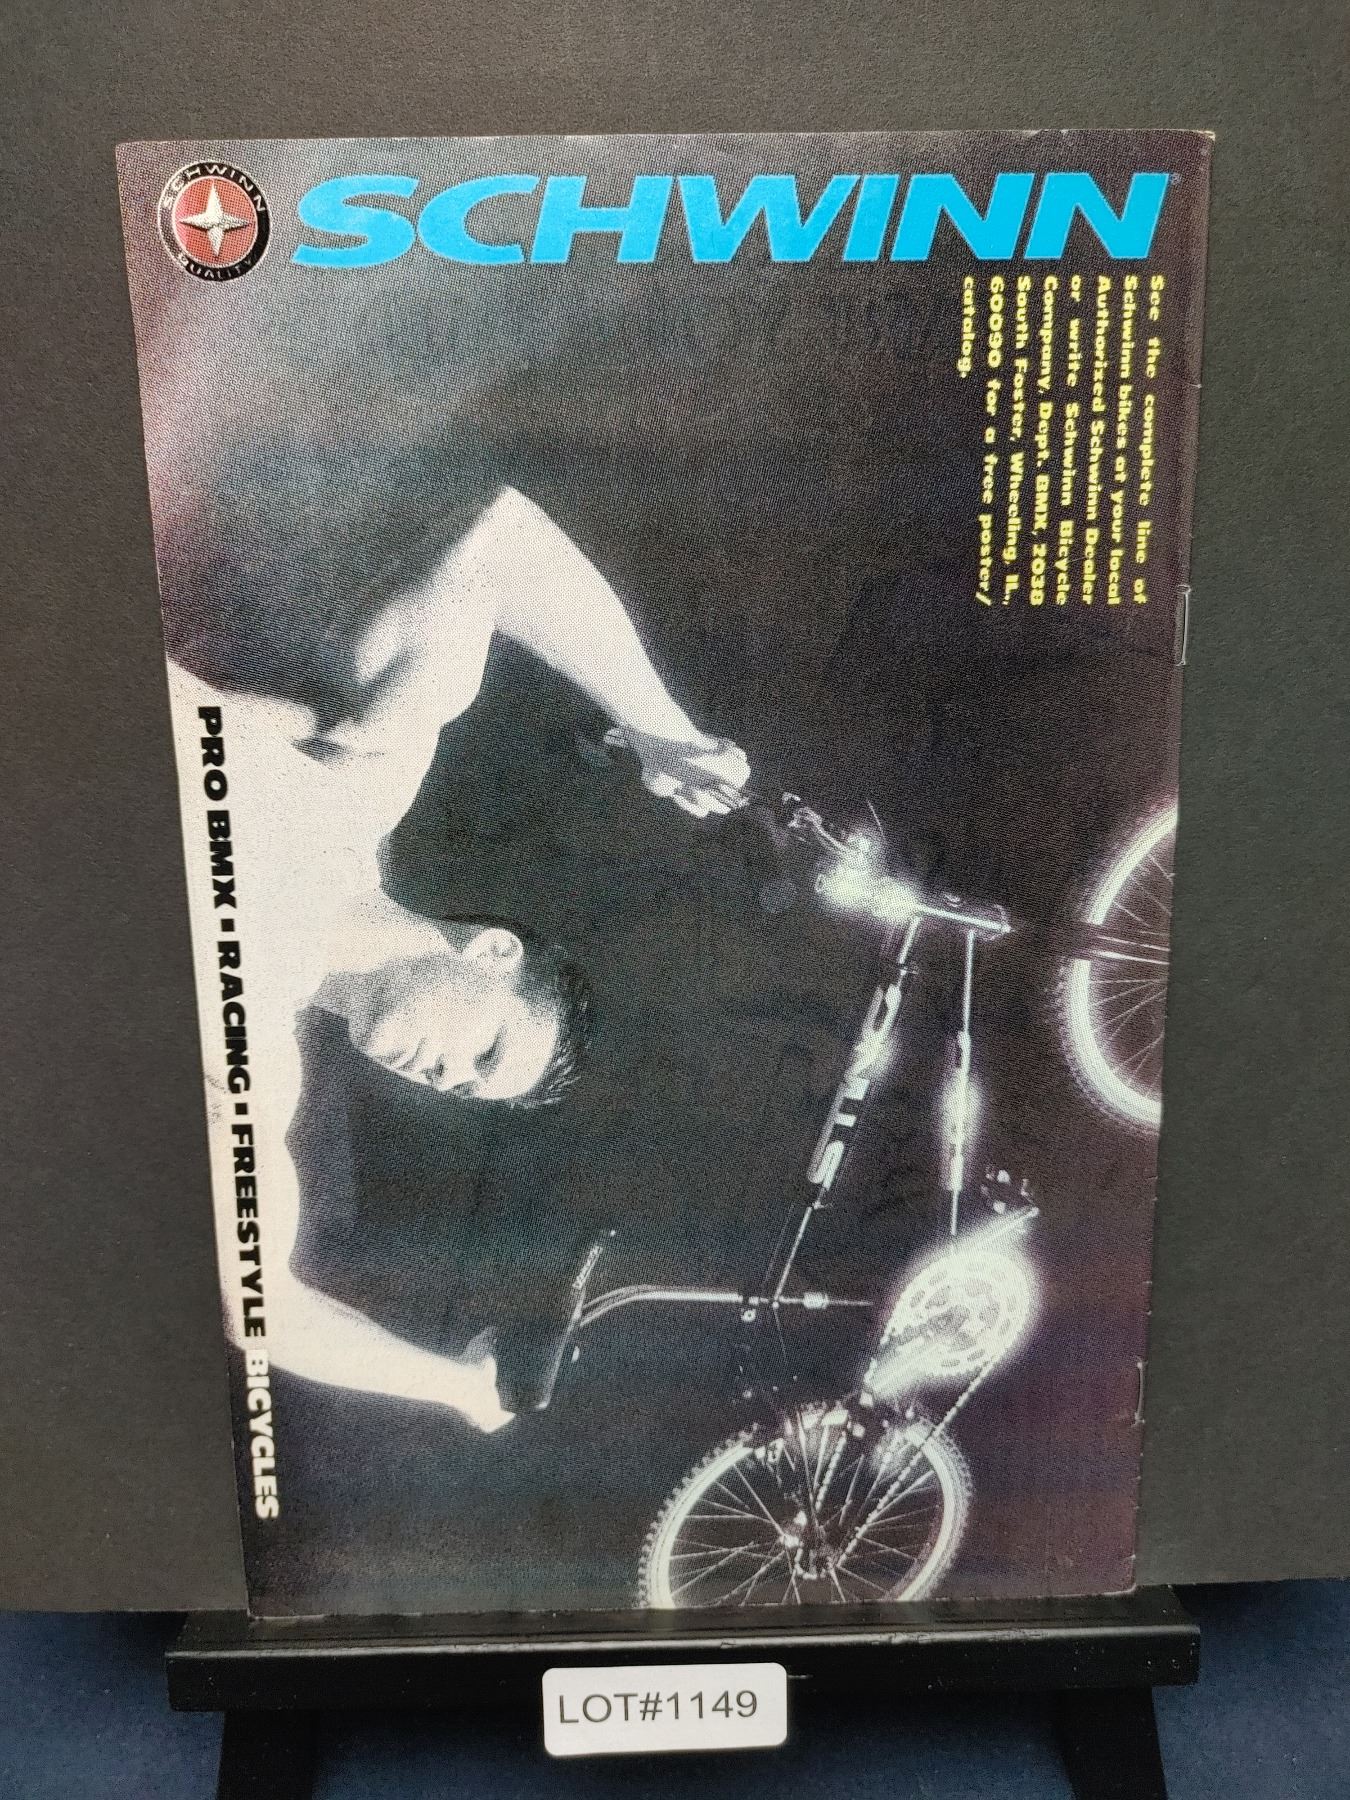 SCHWINN
QUALITY
SCHWINN
See the complete line of
Schwinn bikes at your local
Authorized Schwinn Dealer
or write Schwinn Bicycle
Company, Dept. BMX, 2038
South Foster, Wheeling, IL,
60090 for a free poster/
catalog.
PRO BMX · RACING · FREESTYLE BICYCLES
LOT#1149